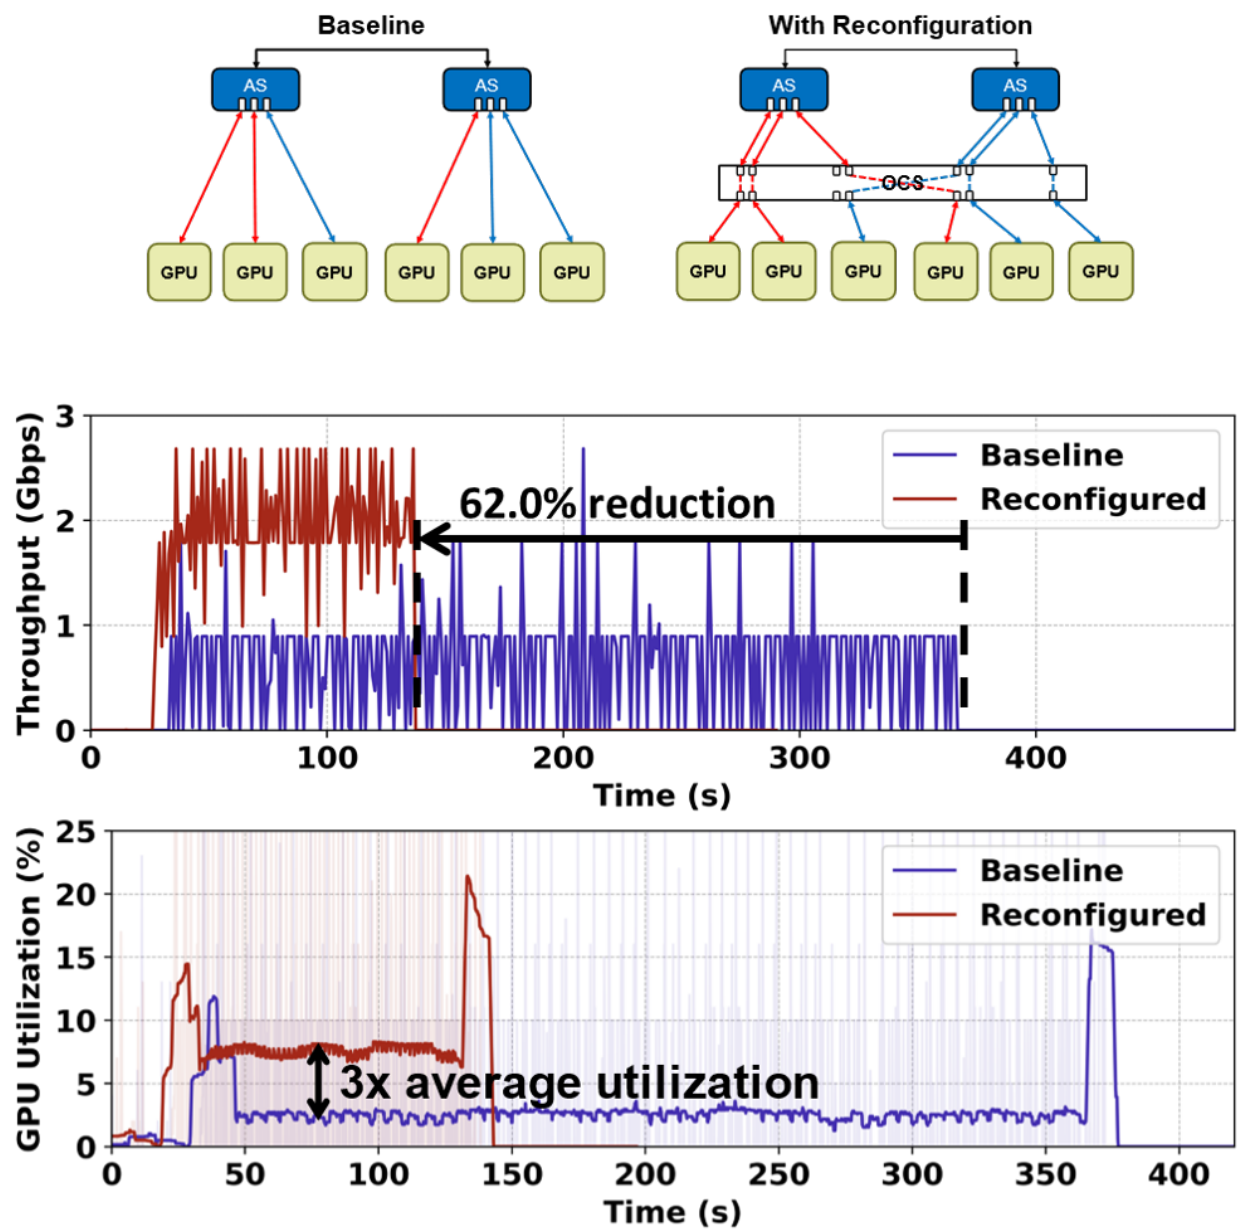 Baseline
With Reconfiguration
AS
AS
AS
AS
OCS
GPU
GPU
GPU
GPU
GPU
GPU
GPU
GPU
GPU
GPU
GPU
GPU
3
2
1
0
Throughput (Gbps)
Baseline
Reconfigured
62.0% reduction
0
100
200
300
400
Time (s)
25
20
15
10
5
0
GPU Utilization (%)
Baseline
Reconfigured
3x average utilization
0
50
100
150
200
250
300
350
400
Time (s)